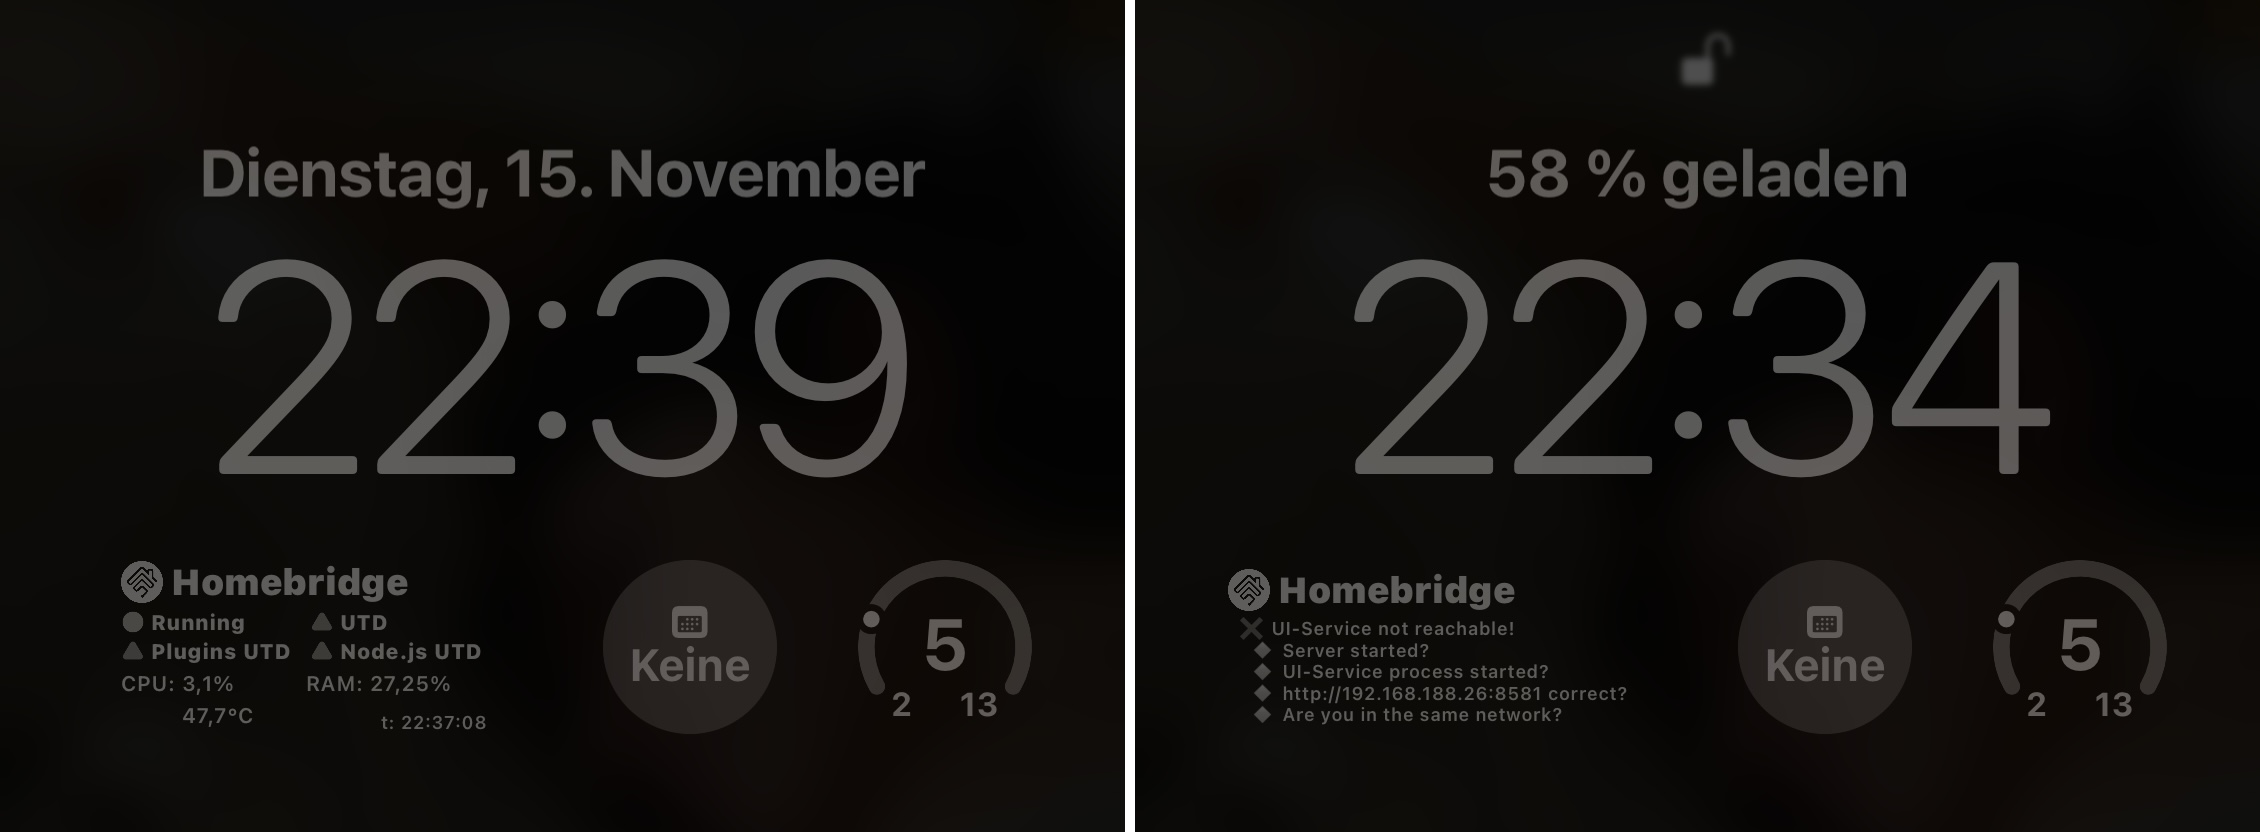 Dienstag, 15. November
22:39
Homebridge
Running UTD
Plugins UTD Node.js UTD
CPU: 3,1% RAM: 27,25%
47,7°C t: 22:37:08
Keine
5
2 13
58 % geladen
22:34
Homebridge
UI-Service not reachable!
Server started?
UI-Service process started?
http://192.168.188.26:8581 correct?
Are you in the same network?
Keine
5
2 13